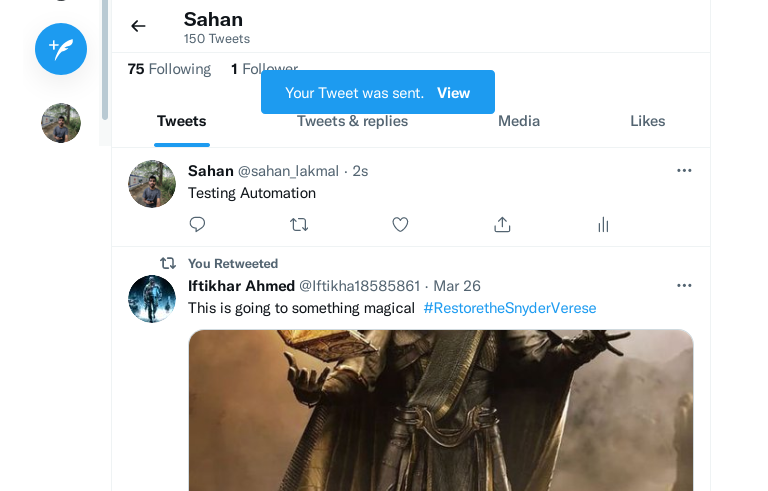 Sahan
150 Tweets
75 Following 1 Follower
Your Tweet was sent. View
Tweets Tweets & replies Media Likes
Sahan @sahan_lakmal · 2s
Testing Automation
You Retweeted
Iftikhar Ahmed @Iftikha18585861 · Mar 26
This is going to something magical #RestoretheSnyderVerese